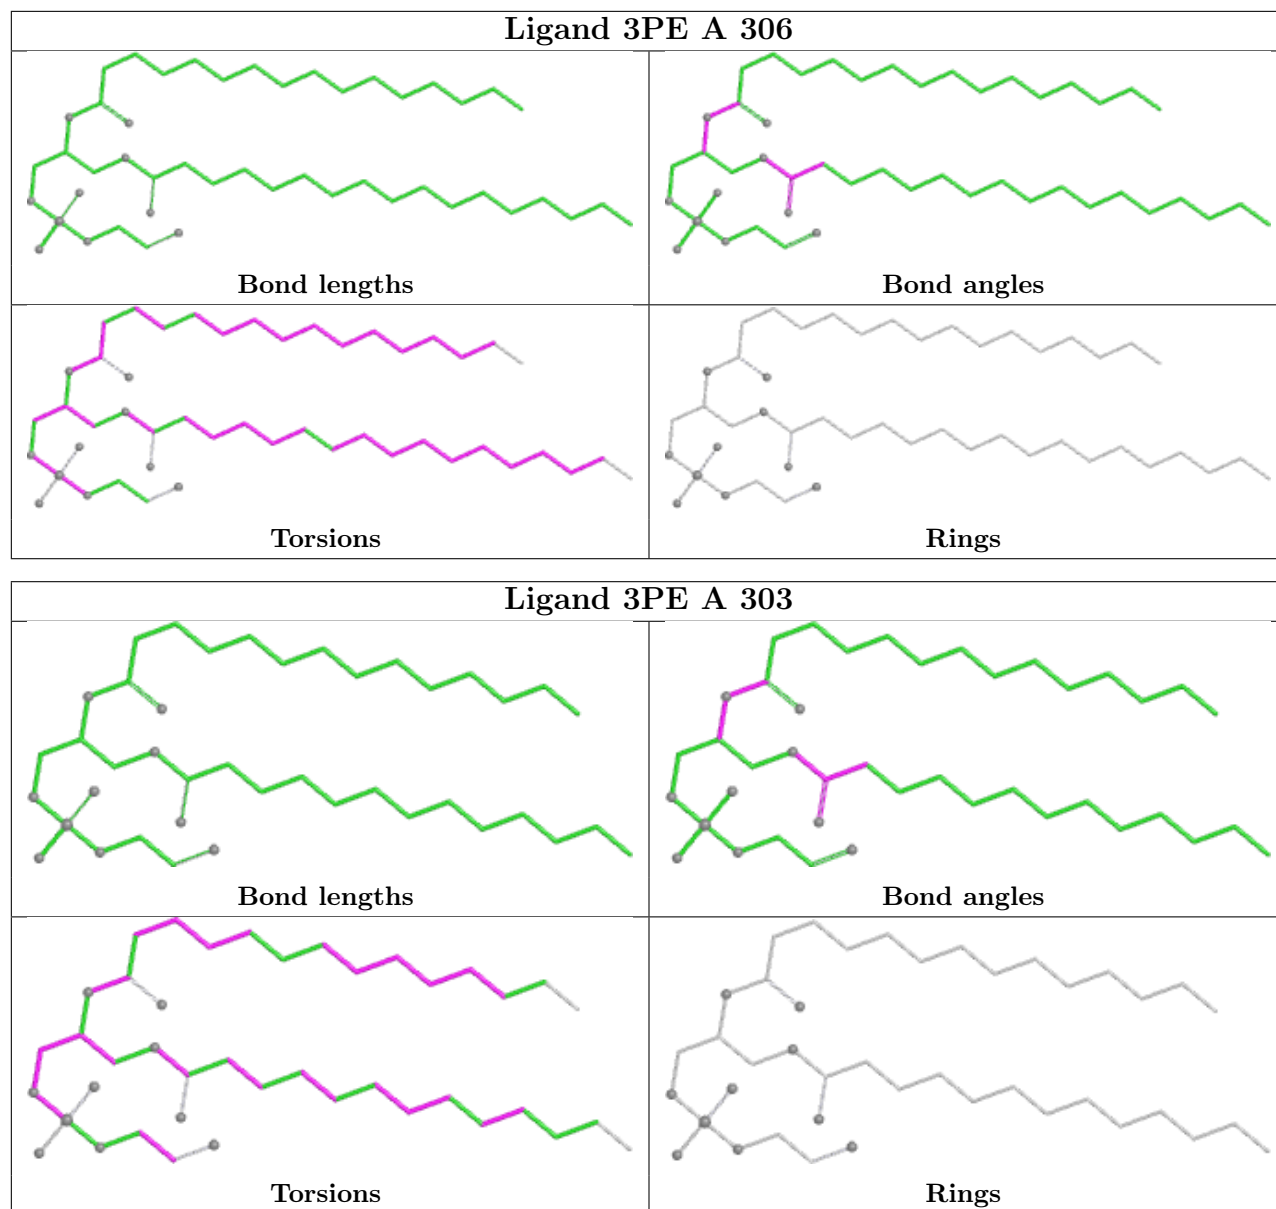 Ligand 3PE A 306
Bond lengths
Bond angles
Torsions
Rings
Ligand 3PE A 303
Bond lengths
Bond angles
Torsions
Rings